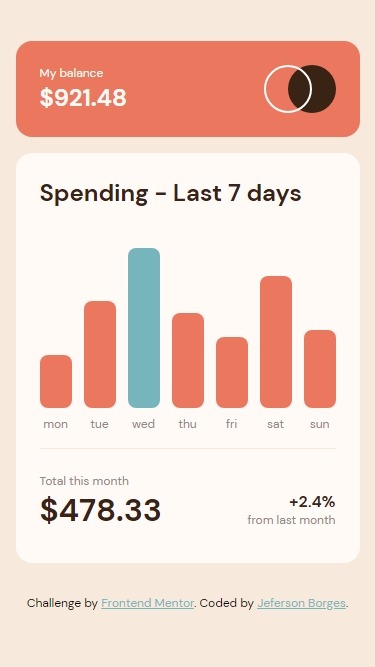 My balance
$921.48
Spending - Last 7 days
mon tue wed thu fri sat sun
Total this month
$478.33
+2.4%
from last month
Challenge by Frontend Mentor. Coded by Jeferson Borges.